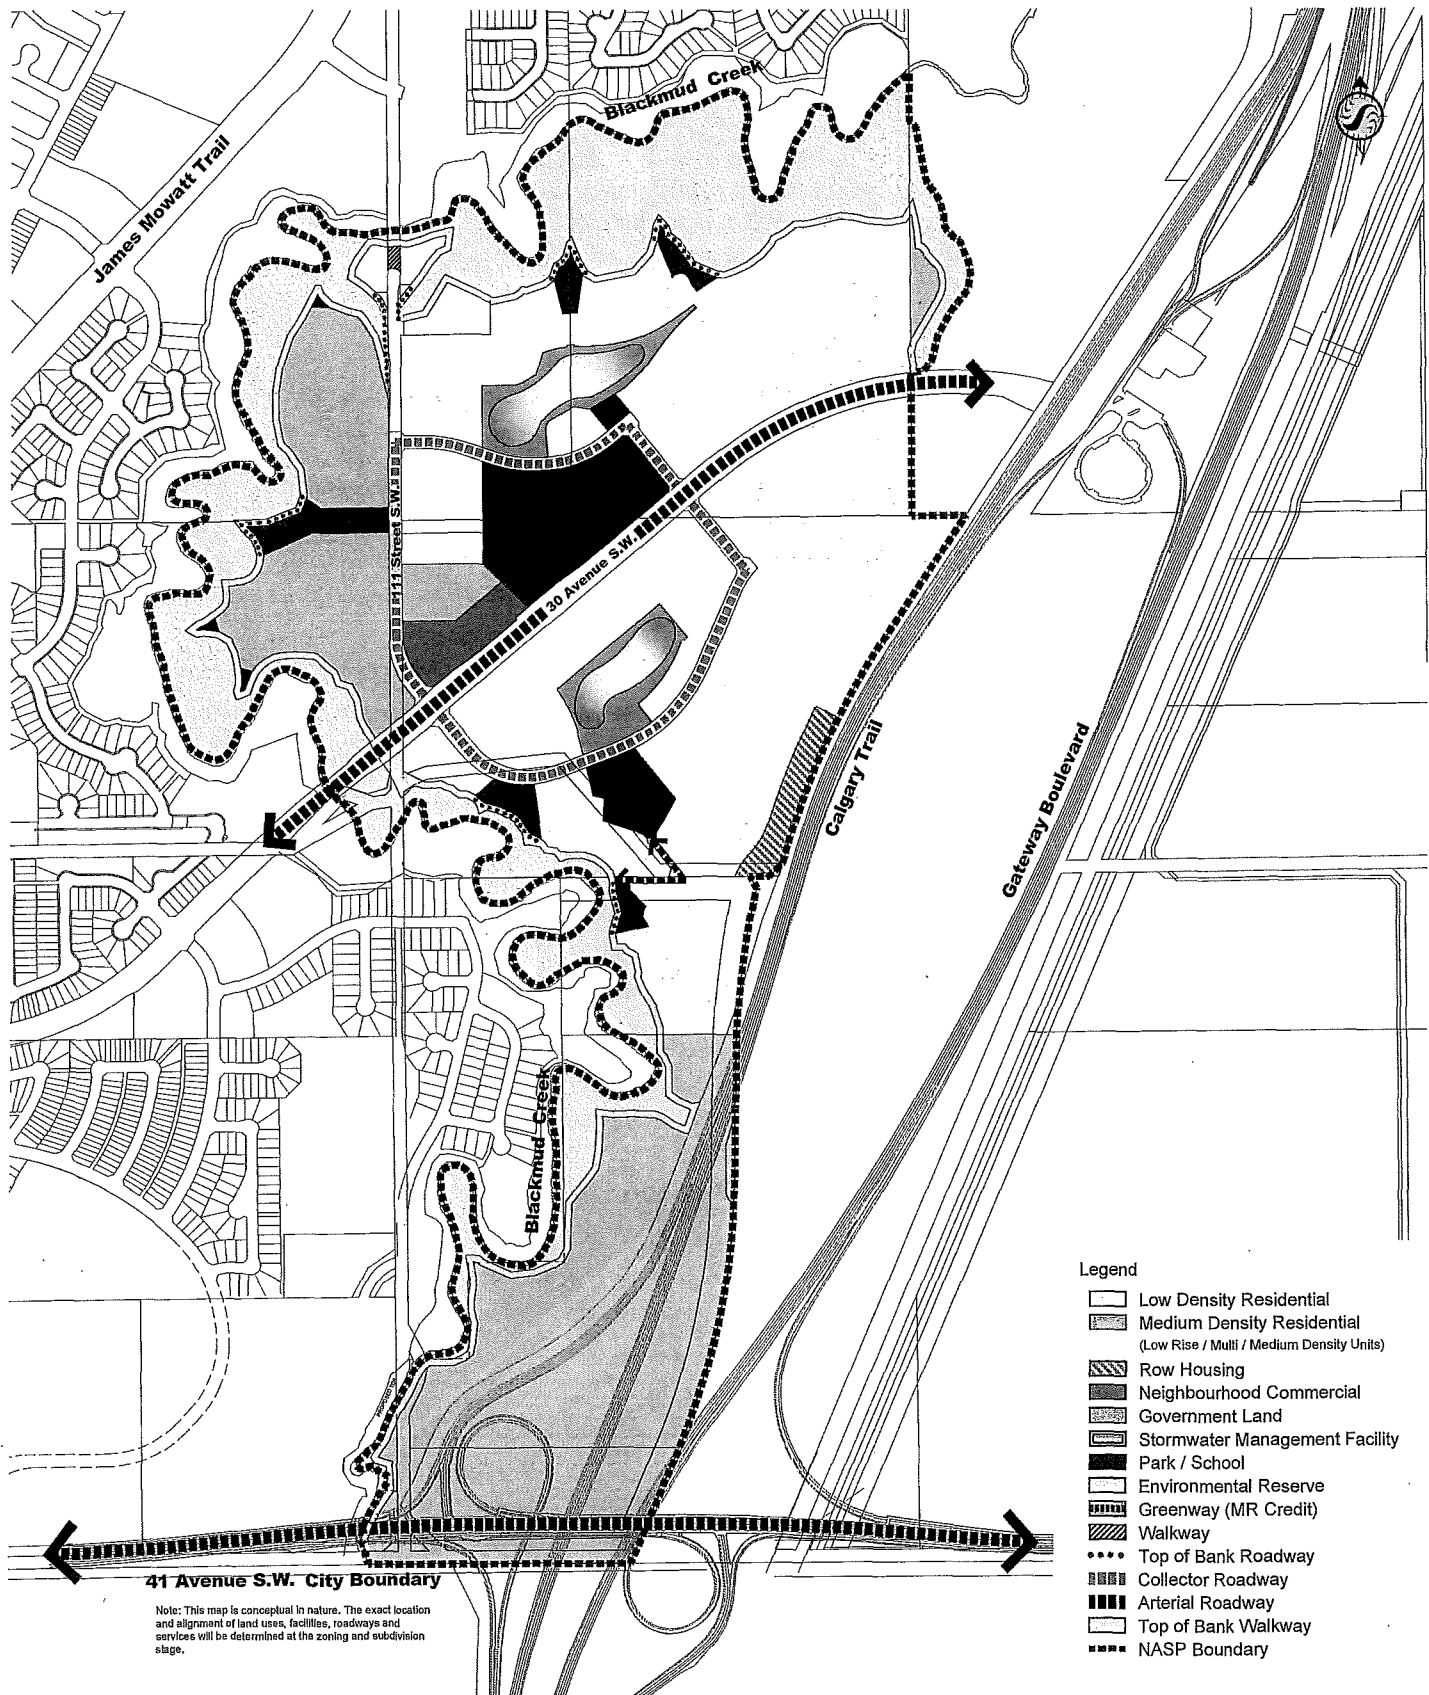 Blackmud Creek
James Mowatt Trail
111 Street S.W.
30 Avenue S.W.
Calgary Trail
Gateway Boulevard
Blackmud Creek
41 Avenue S.W. City Boundary
Note: This map is conceptual in nature. The exact location
and alignment of land uses, facilities, roadways and
services will be determined at the zoning and subdivision
stage.
Legend
Low Density Residential
Medium Density Residential
(Low Rise / Multi / Medium Density Units)
Row Housing
Neighbourhood Commercial
Government Land
Stormwater Management Facility
Park / School
Environmental Reserve
Greenway (MR Credit)
Walkway
Top of Bank Roadway
Collector Roadway
Arterial Roadway
Top of Bank Walkway
NASP Boundary